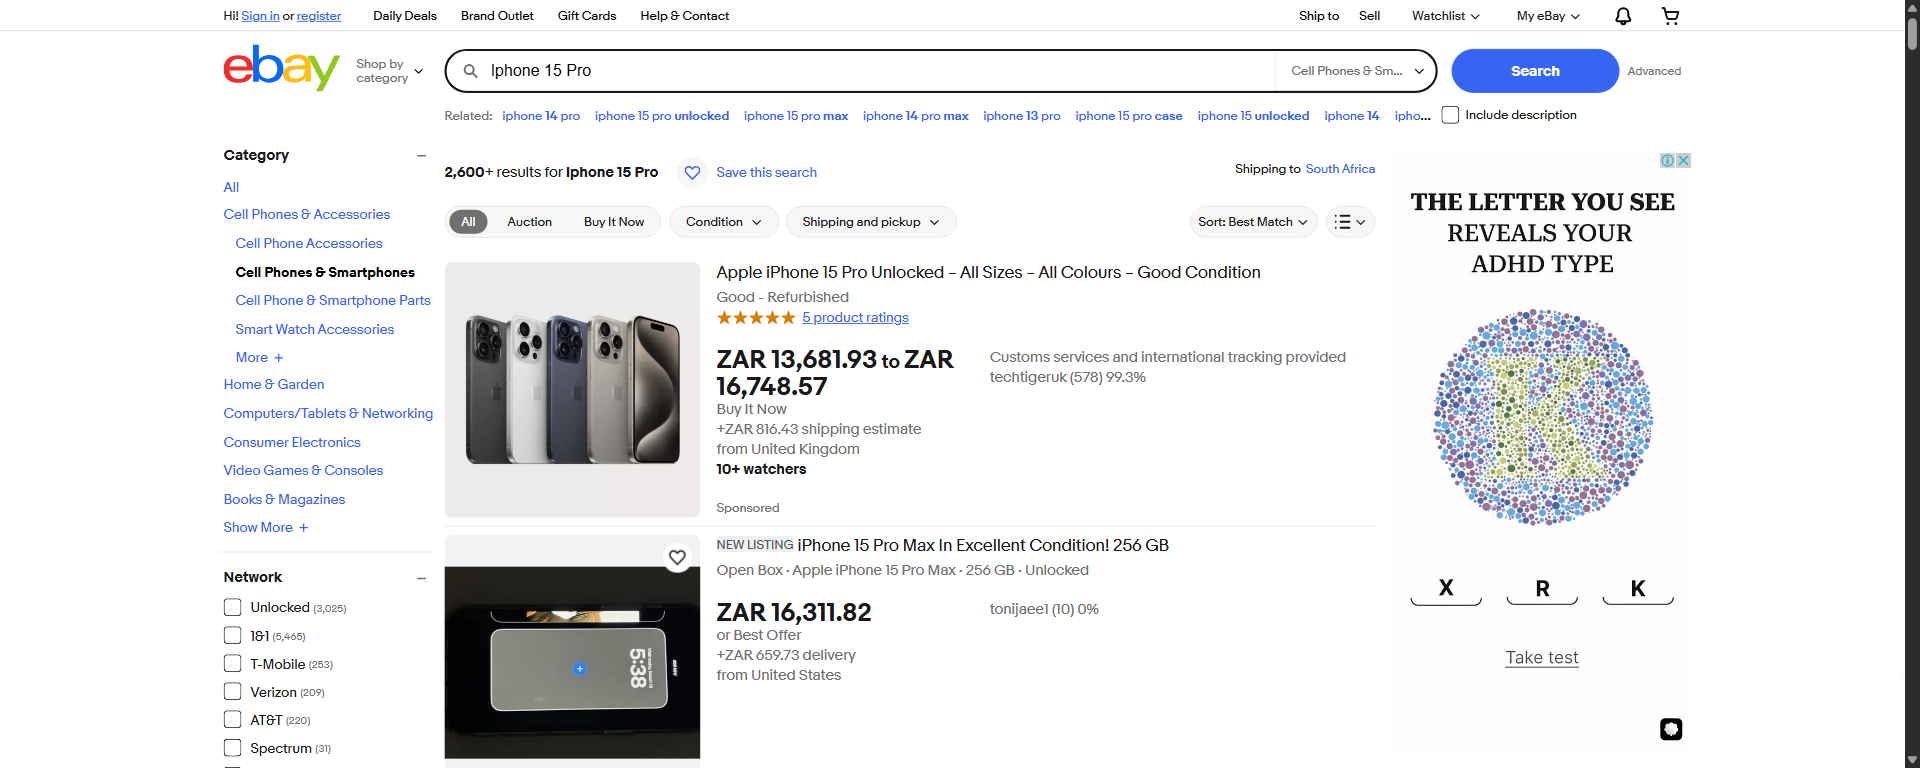 Hi! Sign in or register Daily Deals Brand Outlet Gift Cards Help & Contact Ship to Sell Watchlist My eBay
ebay
Shop by
category
Iphone 15 Pro
Cell Phones & Sm...
Search
Advanced
Related: iphone 14 pro iphone 15 pro unlocked iphone 15 pro max iphone 14 pro max iphone 13 pro iphone 15 pro case iphone 15 unlocked iphone 14 ipho...
Include description
Category
All
Cell Phones & Accessories
Cell Phone Accessories
Cell Phones & Smartphones
Cell Phone & Smartphone Parts
Smart Watch Accessories
More +
Home & Garden
Computers/Tablets & Networking
Consumer Electronics
Video Games & Consoles
Books & Magazines
Show More +
Network
Unlocked (3,025)
1&1 (5,465)
T-Mobile (253)
Verizon (209)
AT&T (220)
Spectrum (31)
2,600+ results for Iphone 15 Pro
Save this search
Shipping to South Africa
All Auction Buy It Now Condition Shipping and pickup Sort: Best Match
Apple iPhone 15 Pro Unlocked – All Sizes – All Colours – Good Condition
Good - Refurbished
5 product ratings
ZAR 13,681.93 to ZAR
16,748.57
Buy It Now
+ZAR 816.43 shipping estimate
from United Kingdom
10+ watchers
Sponsored
Customs services and international tracking provided
techtigeruk (578) 99.3%
NEW LISTING iPhone 15 Pro Max In Excellent Condition! 256 GB
Open Box · Apple iPhone 15 Pro Max · 256 GB · Unlocked
ZAR 16,311.82
or Best Offer
+ZAR 659.73 delivery
from United States
tonijaee1 (10) 0%
5:38
THE LETTER YOU SEE
REVEALS YOUR
ADHD TYPE
K
X R K
Take test